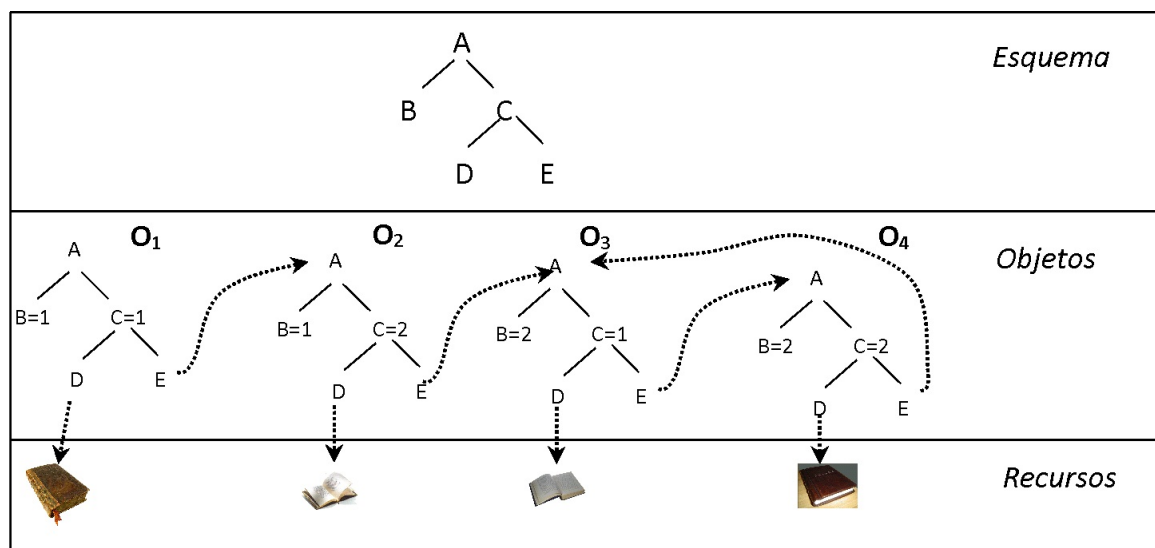 Esquema
A
B C
D E
Objetos
O₁ O₂ O₃ O₄
A A A A
B=1 C=1 B=1 C=2 B=2 C=1 B=2 C=2
D E D E D E D E
Recursos